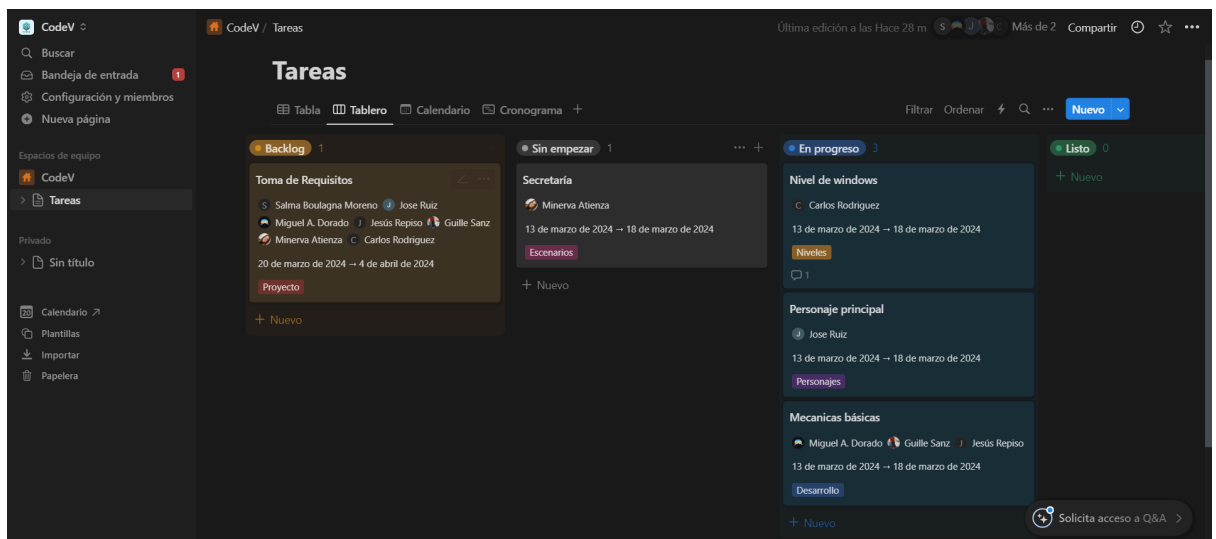 CodeV
Buscar
Bandeja de entrada 1
Configuración y miembros
Nueva página
Espacios de equipo
CodeV
Tareas
Privado
Sin título
20 Calendario
Plantillas
Importar
Papelera
CodeV / Tareas
Última edición a las Hace 28 m S J C Más de 2 Compartir
Tareas
Tabla Tablero Calendario Cronograma
Filtrar Ordenar Nuevo
Backlog 1
Toma de Requisitos
S Salma Boulagna Moreno J Jose Ruiz
Miguel A. Dorado J Jesús Repiso Guille Sanz
Minerva Atienza C Carlos Rodriguez
20 de marzo de 2024 → 4 de abril de 2024
Proyecto
+ Nuevo
Sin empezar 1
Secretaría
Minerva Atienza
13 de marzo de 2024 → 18 de marzo de 2024
Escenarios
+ Nuevo
En progreso 3
Nivel de windows
C Carlos Rodriguez
13 de marzo de 2024 → 18 de marzo de 2024
Niveles
1
Personaje principal
J Jose Ruiz
13 de marzo de 2024 → 18 de marzo de 2024
Personajes
Mecanicas básicas
Miguel A. Dorado Guille Sanz J Jesús Repiso
13 de marzo de 2024 → 18 de marzo de 2024
Desarrollo
+ Nuevo
Listo 0
+ Nuevo
Solicita acceso a Q&A